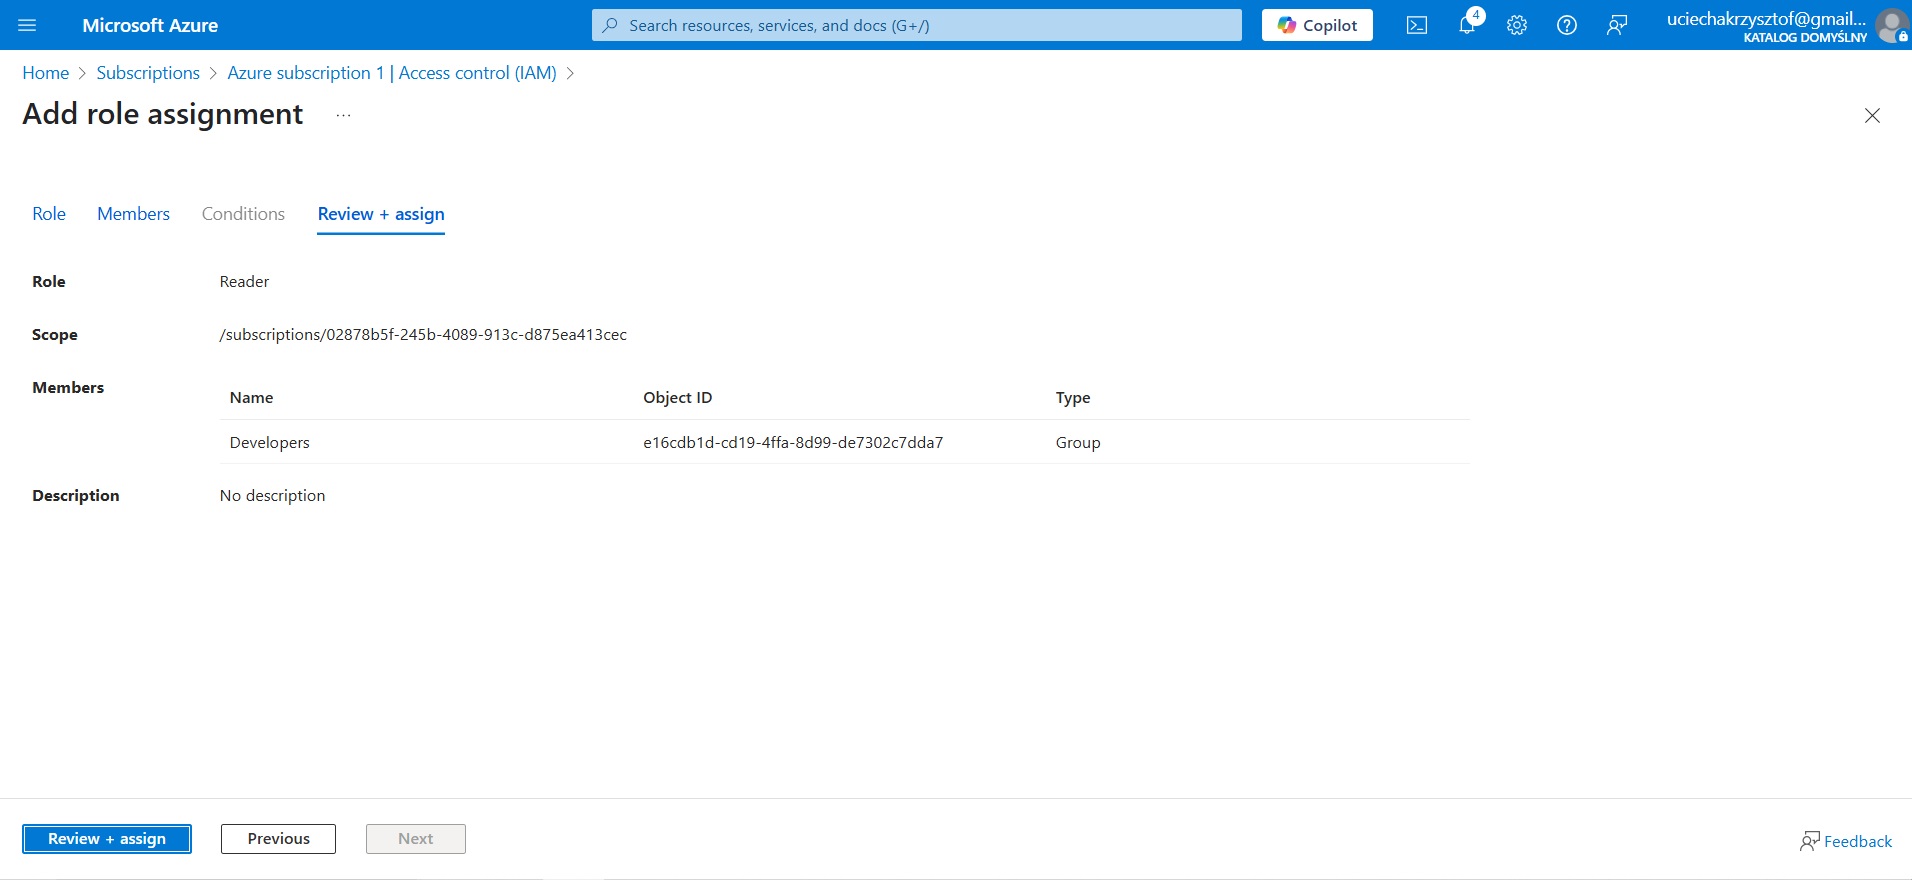 Microsoft Azure
Search resources, services, and docs (G+/)
Copilot
4
uciechakrzysztof@gmail...
KATALOG DOMYŚLNY
Home > Subscriptions > Azure subscription 1 | Access control (IAM) >
Add role assignment ...
Role Members Conditions Review + assign
Role Reader
Scope /subscriptions/02878b5f-245b-4089-913c-d875ea413cec
Members
Name Object ID Type
Developers e16cdb1d-cd19-4ffa-8d99-de7302c7dda7 Group
Description No description
Review + assign Previous Next
Feedback